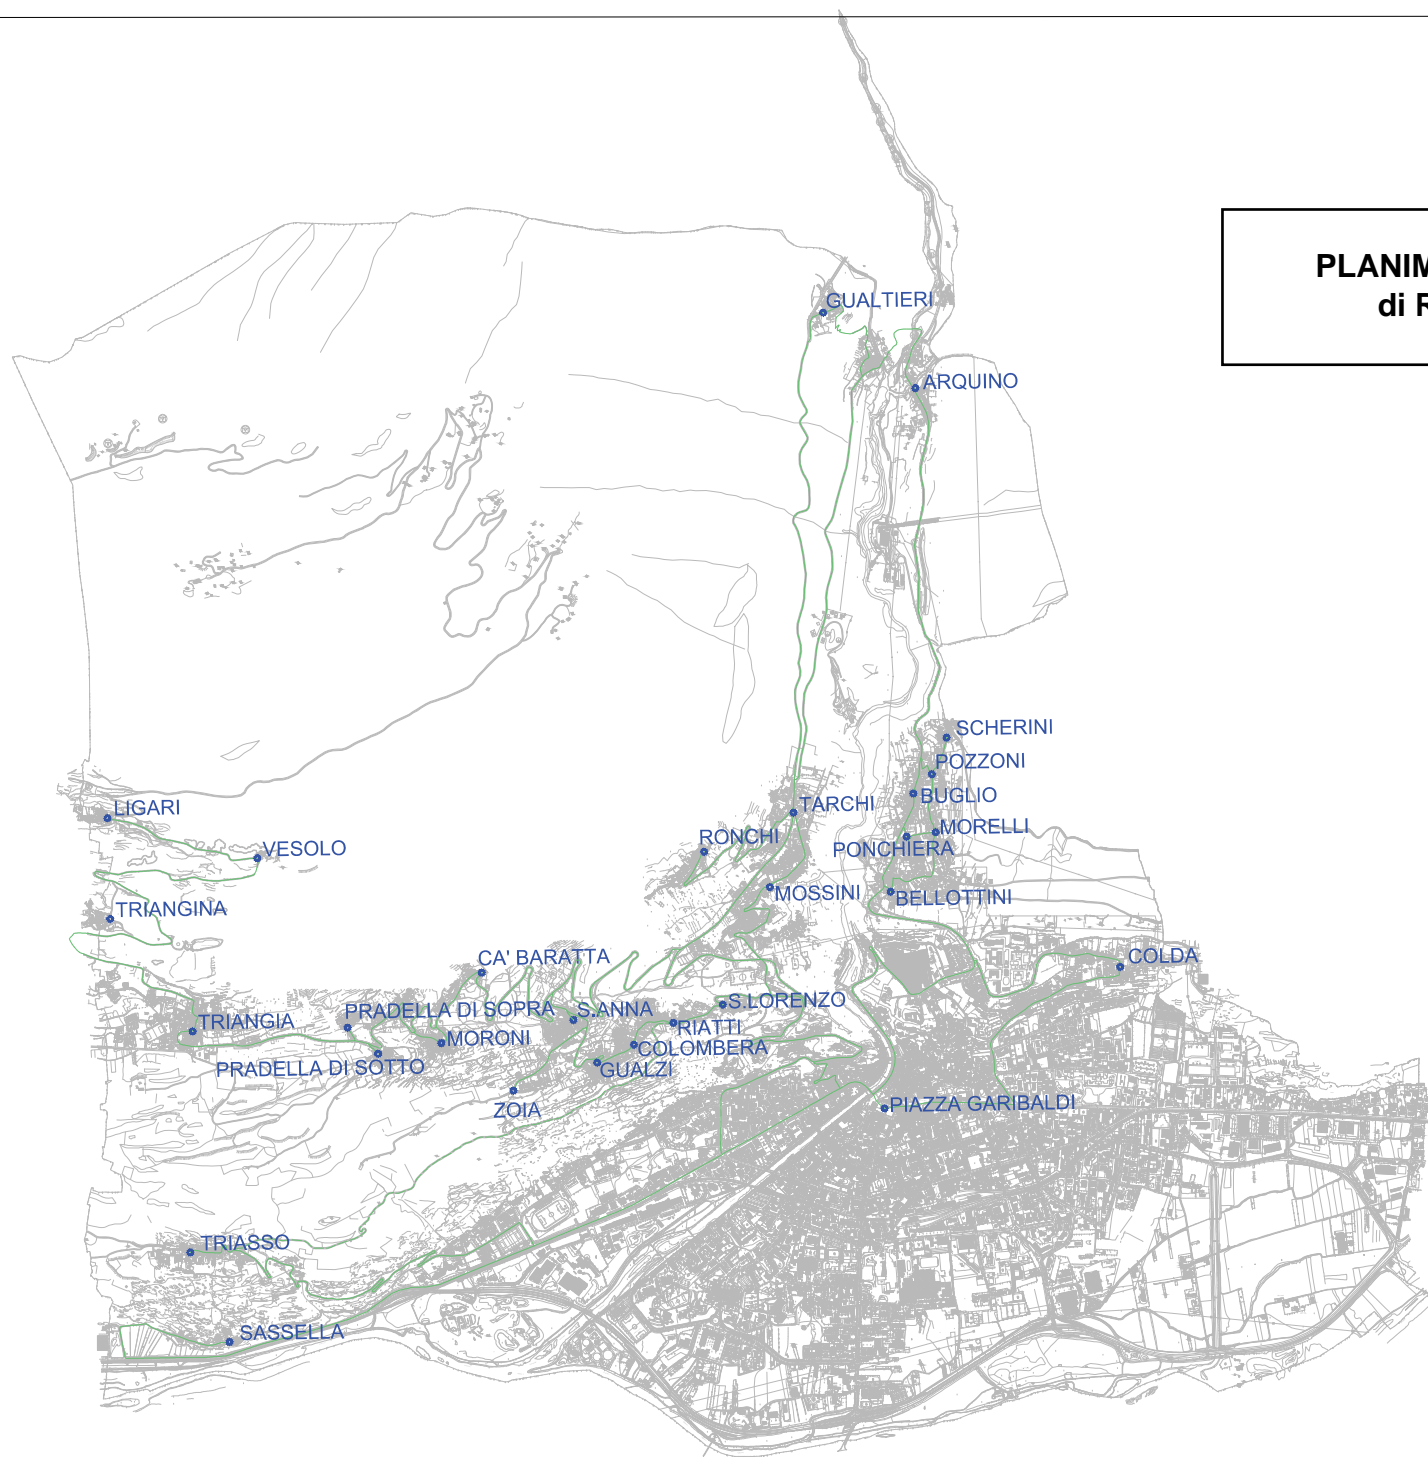 PLANIM
di R
GUALTIERI
ARQUINO
SCHERINI
POZZONI
BUGLIO
LIGARI
TARCHI
MORELLI
RONCHI
PONCHIERA
VESOLO
MOSSINI
BELLOTTINI
TRIANGINA
CA' BARATTA
COLDA
PRADELLA DI SOPRA
S.LORENZO
S.ANNA
TRIANGIA
RIATTI
MORONI
COLOMBERA
PRADELLA DI SOTTO
GUALZI
ZOIA
PIAZZA GARIBALDI
TRIASSO
SASSELLA